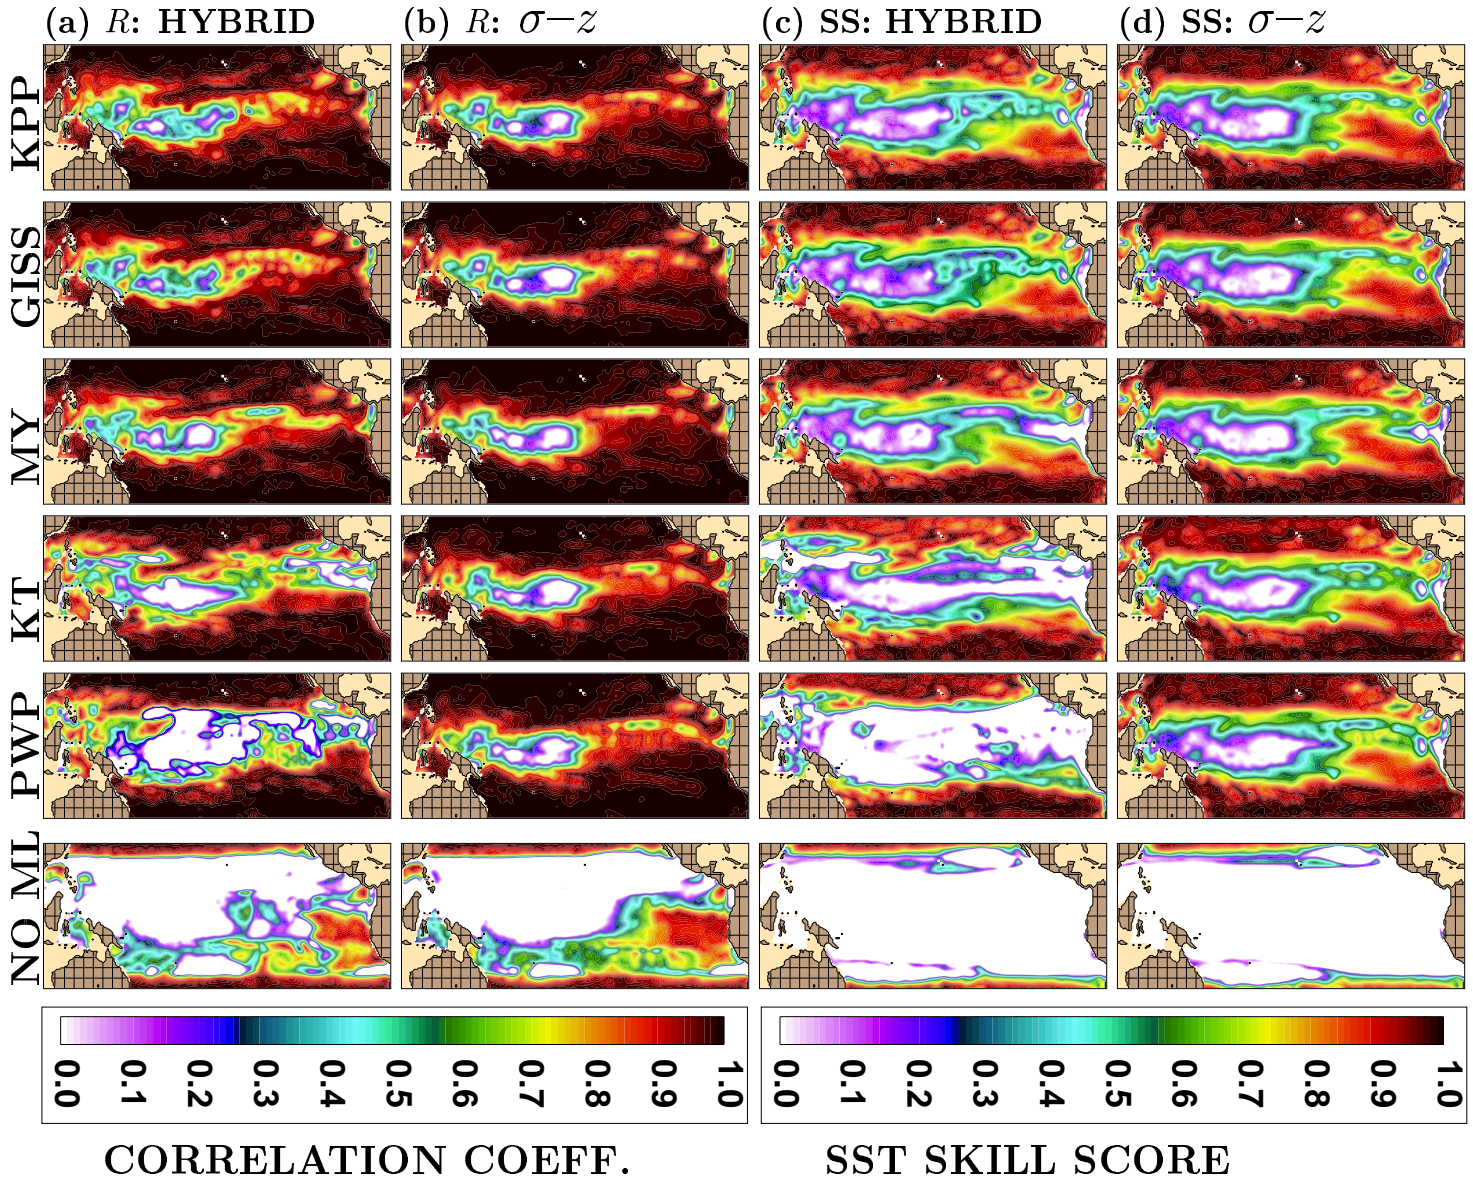 (a) R: HYBRID (b) R: σ−z (c) SS: HYBRID (d) SS: σ−z
KPP
GISS
MY
KT
PWP
NO ML
0.0 0.1 0.2 0.3 0.4 0.5 0.6 0.7 0.8 0.9 1.0 0.0 0.1 0.2 0.3 0.4 0.5 0.6 0.7 0.8 0.9 1.0
CORRELATION COEFF. SST SKILL SCORE